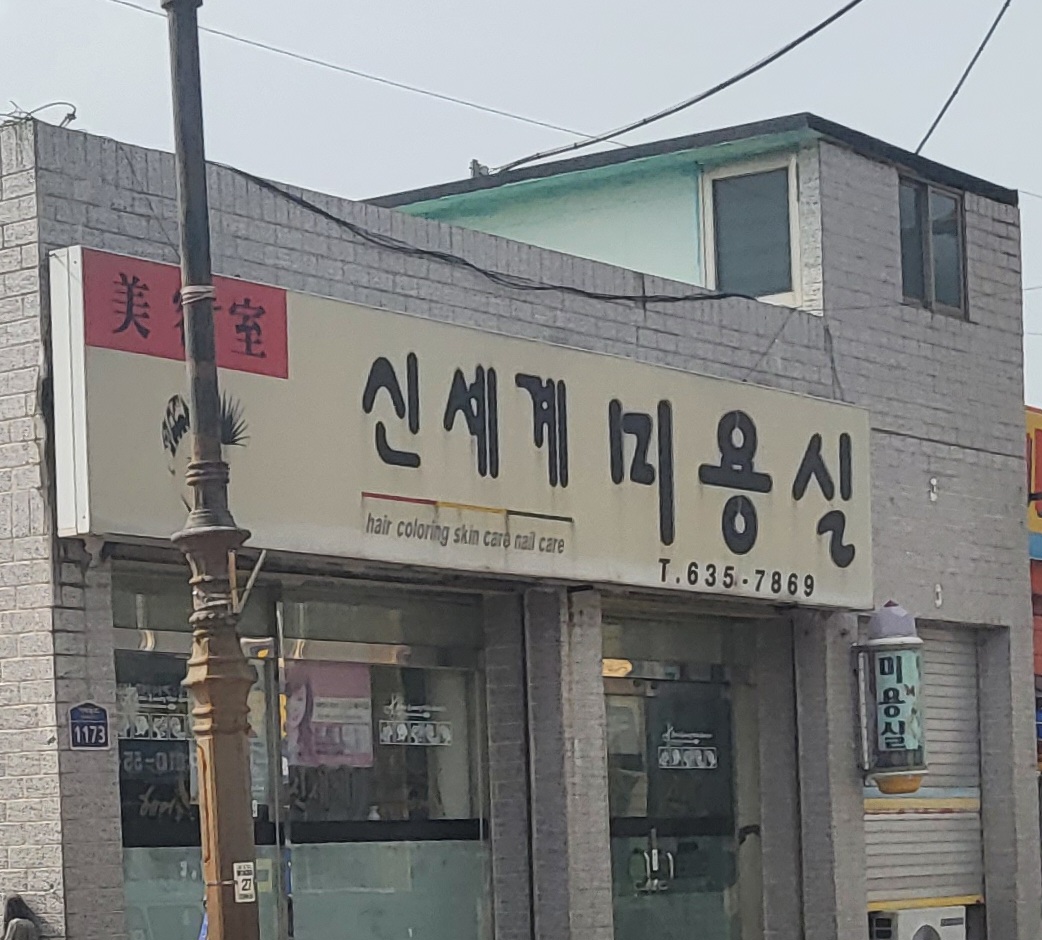 美 室
신세계 미용실
hair coloring skin care nail care
T.635-7869
미용실
1173
27